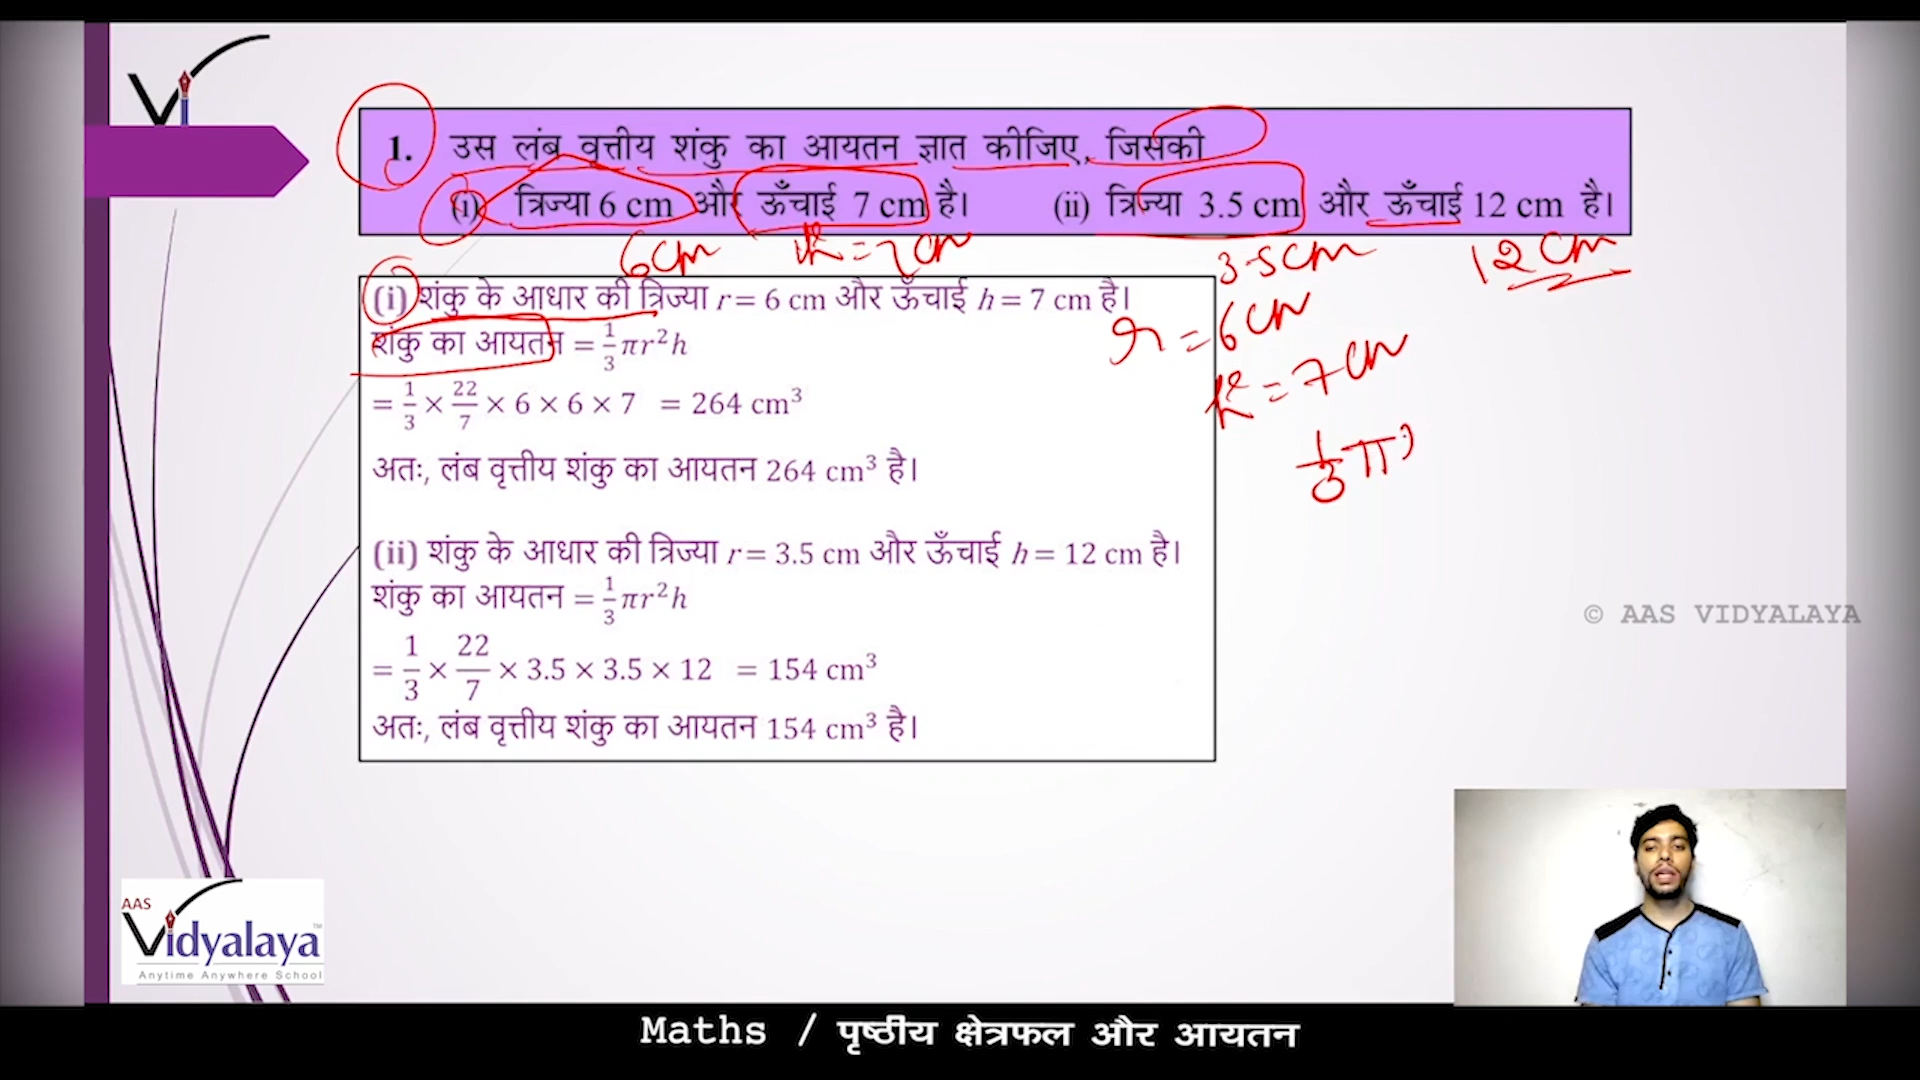 1. उस लंब वृत्तीय शंकु का आयतन ज्ञात कीजिए, जिसकी
(i) त्रिज्या 6 cm और ऊँचाई 7 cm है। (ii) त्रिज्या 3.5 cm और ऊँचाई 12 cm है।
6cm h=7cm 3.5cm 12cm
(i) शंकु के आधार की त्रिज्या r = 6 cm और ऊँचाई h = 7 cm है।
r=6cm
शंकु का आयतन = 1/3 πr²h
h=7cm
= 1/3 × 22/7 × 6 × 6 × 7 = 264 cm³
1/3 π
अतः, लंब वृत्तीय शंकु का आयतन 264 cm³ है।
(ii) शंकु के आधार की त्रिज्या r = 3.5 cm और ऊँचाई h = 12 cm है।
शंकु का आयतन = 1/3 πr²h
= 1/3 × 22/7 × 3.5 × 3.5 × 12 = 154 cm³
अतः, लंब वृत्तीय शंकु का आयतन 154 cm³ है।
© AAS VIDYALAYA
AAS
Vidyalaya™
Anytime Anywhere School
Maths / पृष्ठीय क्षेत्रफल और आयतन